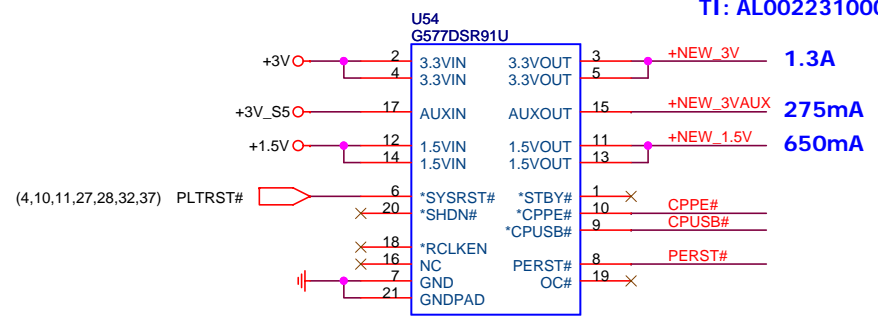 TI: AL002231000
U54
G577DSR91U
+3V 2 3.3VIN 3.3VOUT 3 +NEW_3V 1.3A
4 3.3VIN 3.3VOUT 5
+3V_S5 17 AUXIN AUXOUT 15 +NEW_3VAUX 275mA
+1.5V 12 1.5VIN 1.5VOUT 11 +NEW_1.5V 650mA
14 1.5VIN 1.5VOUT 13
(4,10,11,27,28,32,37) PLTRST# 6 *SYSRST# *STBY# 1
20 *SHDN# *CPPE# 10 CPPE#
*CPUSB# 9 CPUSB#
18 *RCLKEN
16 NC PERST# 8 PERST#
7 GND OC# 19
21 GNDPAD